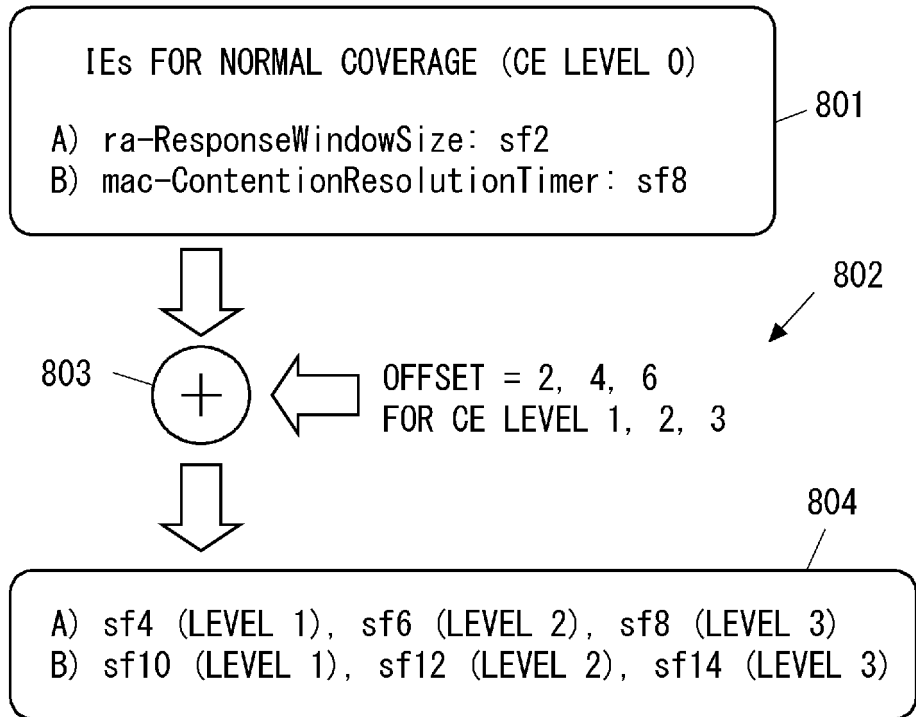 IEs FOR NORMAL COVERAGE (CE LEVEL 0)
A) ra-ResponseWindowSize: sf2
B) mac-ContentionResolutionTimer: sf8
801
802
803
+
OFFSET = 2, 4, 6
FOR CE LEVEL 1, 2, 3
804
A) sf4 (LEVEL 1), sf6 (LEVEL 2), sf8 (LEVEL 3)
B) sf10 (LEVEL 1), sf12 (LEVEL 2), sf14 (LEVEL 3)